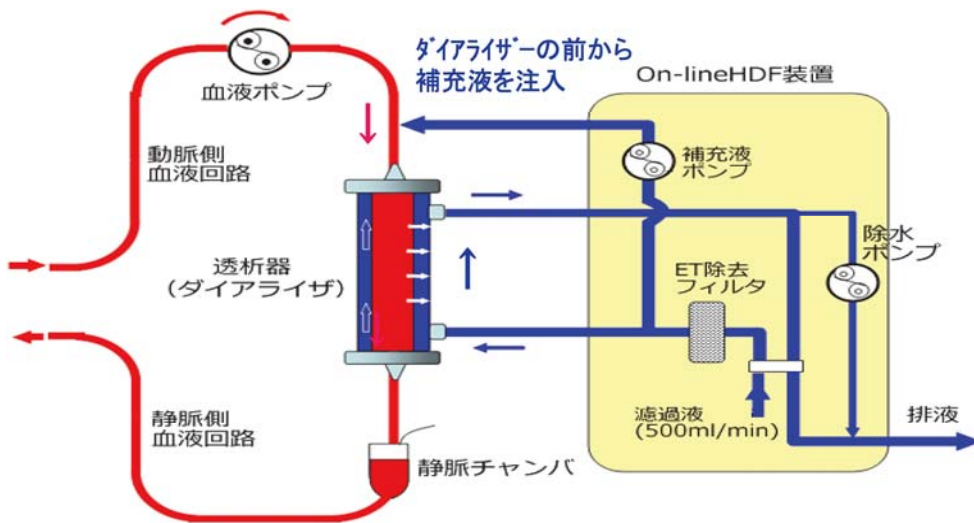 ﾀﾞｲｱﾗｲｻﾞｰの前から
補充液を注入
On-lineHDF装置
血液ポンプ
動脈側
血液回路
補充液
ポンプ
除水
ポンプ
透析器
(ダイアライザ)
ET除去
フィルタ
濾過液
(500ml/min)
排液
静脈側
血液回路
静脈チャンバ